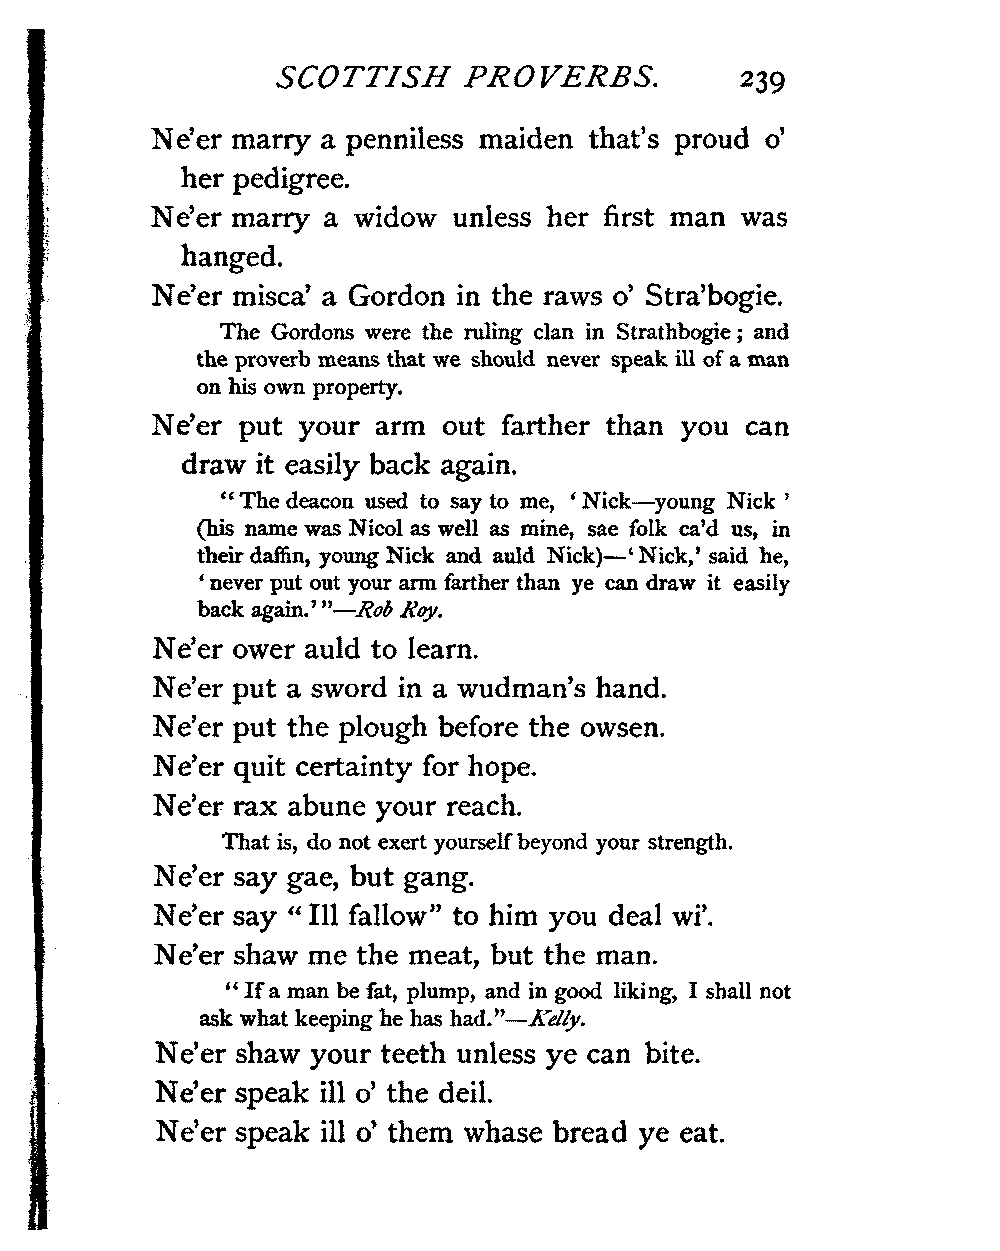 SCOTTISH PROVERBS. 239
Ne'er marry a penniless maiden that's proud o'
her pedigree.
Ne'er marry a widow unless her first man was
hanged.
Ne'er misca' a Gordon in the raws o' Stra'bogie.
The Gordons were the ruling clan in Strathbogie; and
the proverb means that we should never speak ill of a man
on his own property.
Ne'er put your arm out farther than you can
draw it easily back again.
"The deacon used to say to me, 'Nick—young Nick'
(his name was Nicol as well as mine, sae folk ca'd us, in
their daffin, young Nick and auld Nick)—'Nick,' said he,
'never put out your arm farther than ye can draw it easily
back again.'"—Rob Roy.
Ne'er ower auld to learn.
Ne'er put a sword in a wudman's hand.
Ne'er put the plough before the owsen.
Ne'er quit certainty for hope.
Ne'er rax abune your reach.
That is, do not exert yourself beyond your strength.
Ne'er say gae, but gang.
Ne'er say "Ill fallow" to him you deal wi'.
Ne'er shaw me the meat, but the man.
"If a man be fat, plump, and in good liking, I shall not
ask what keeping he has had."—Kelly.
Ne'er shaw your teeth unless ye can bite.
Ne'er speak ill o' the deil.
Ne'er speak ill o' them whase bread ye eat.